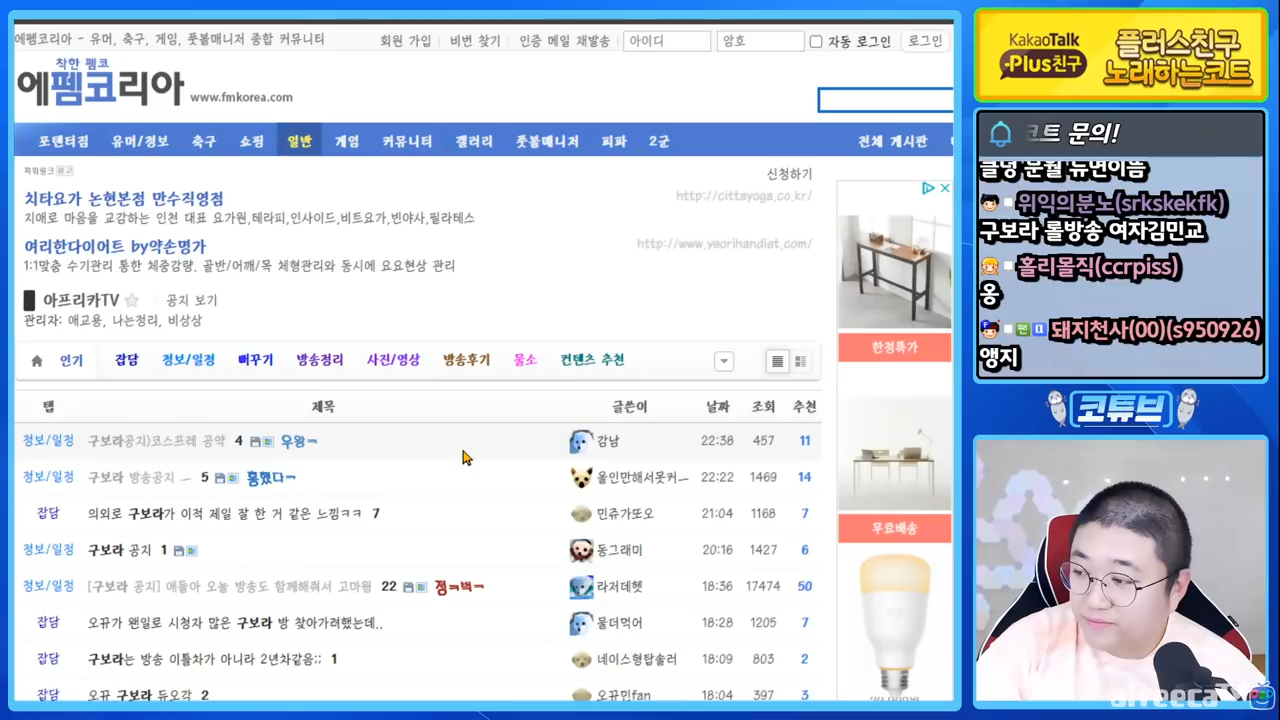 에펨코리아 - 유머, 축구, 게임, 풋볼매니저 종합 커뮤니티
회원 가입
비번 찾기
인증 메일 재발송
아이디
암호
자동 로그인
로그인
착한 펨코
에펨코리아
www.fmkorea.com
포텐터짐 유머/정보 축구 쇼핑 일반 게임 커뮤니티 갤러리 풋볼매니저 피파 2군
전체 게시판
파워링크 광고
신청하기
치타요가 논현본점 만수직영점
http://cittayoga.co.kr/
지애로 마음을 교감하는 인천 대표 요가원,테라피,인사이드,비트요가,빈야사,필라테스
여리한다이어트 by약손명가
http://www.yeorihandiet.com/
1:1맞춤 수기관리 통한 체중감량. 골반/어깨/목 체형관리와 동시에 요요현상 관리
아프리카TV
공지 보기
관리자: 애교용, 나는정리, 비상상
인기 잡담 정보/일정 뻐꾸기 방송정리 사진/영상 방송후기 물소 컨텐츠 추천
탭 제목 글쓴이 날짜 조회 추천
정보/일정 구보라공지)코스프레 공약 4 우왕ㅋ 감남 22:38 457 11
정보/일정 구보라 방송공지 5 홍했다ㅋ 올인만해서못커 22:22 1469 14
잡담 의외로 구보라가 이적 제일 잘 한 거 같은 느낌ㅋㅋ 7 민쥬가또오 21:04 1168 7
정보/일정 구보라 공지 1 동그래미 20:16 1427 6
정보/일정 [구보라 공지] 애들아 오늘 방송도 함께해줘서 고마웡 22 점ㅋ벅ㅋ 라저데헷 18:36 17474 50
잡담 오뀨가 왠일로 시청자 많은 구보라 방 찾아가려했는데.. 물더먹어 18:28 1205 7
잡담 구보라는 방송 이틀차가 아니라 2년차같음;; 1 네이스형탑솔러 18:09 803 2
잡담 오뀨 구보라 듀오각 2 오뀨민fan 18:04 397 3
한정특가
무료배송
KakaoTalk
Plus친구
플러스친구
노래하는코트
코트 문의!
위익의분노(srkskekfk)
구보라 롤방송 여자김민교
홀리몰직(ccrpiss)
옹
팬
돼지천사(00)(s950926)
앵지
코튜브
afreecaTV